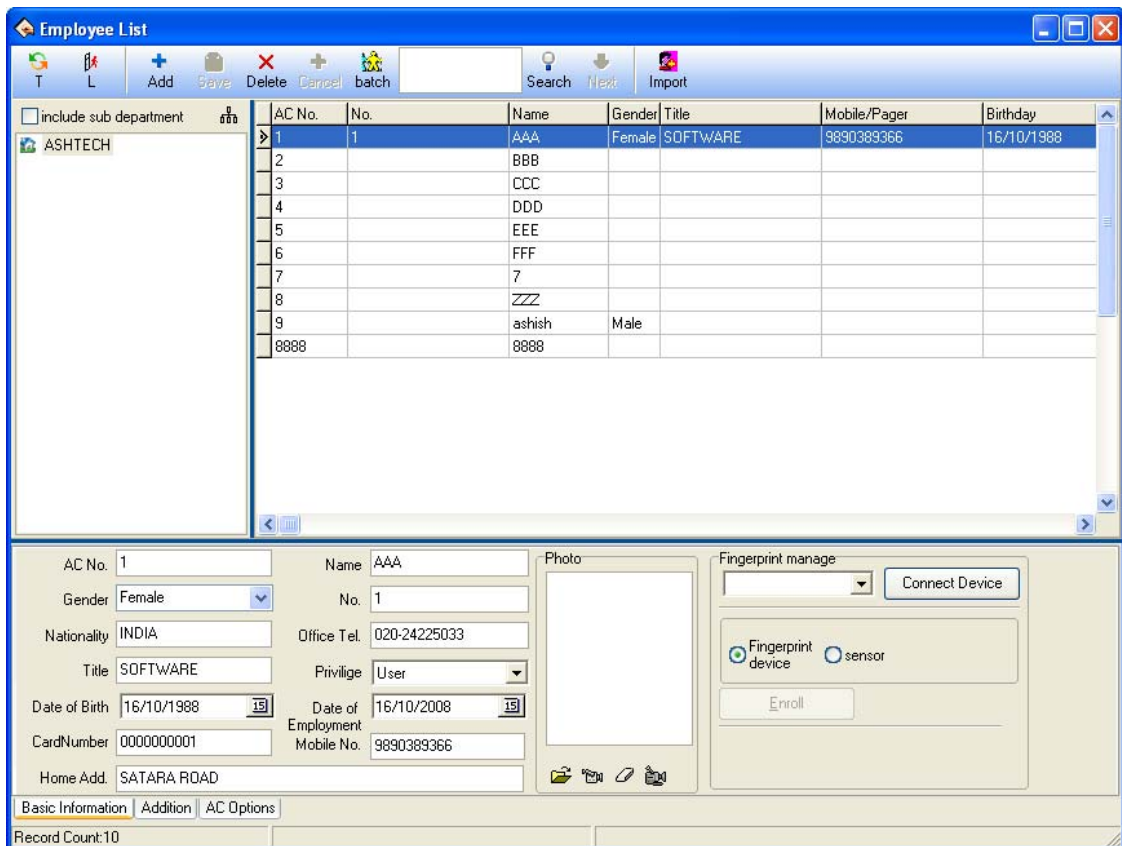 Employee List
T L Add Save Delete Cancel batch Search Next Import
include sub department
ASHTECH
AC No. No. Name Gender Title Mobile/Pager Birthday
1 1 AAA Female SOFTWARE 9890389366 16/10/1988
2 BBB
3 CCC
4 DDD
5 EEE
6 FFF
7 7
8 ZZZ
9 ashish Male
8888 8888
AC No. 1 Name AAA
Gender Female No. 1
Nationality INDIA Office Tel. 020-24225033
Title SOFTWARE Privilige User
Date of Birth 16/10/1988 15 Date of Employment 16/10/2008 15
CardNumber 0000000001 Mobile No. 9890389366
Home Add. SATARA ROAD
Photo
Fingerprint manage
Connect Device
Fingerprint device sensor
Enroll
Basic Information Addition AC Options
Record Count:10